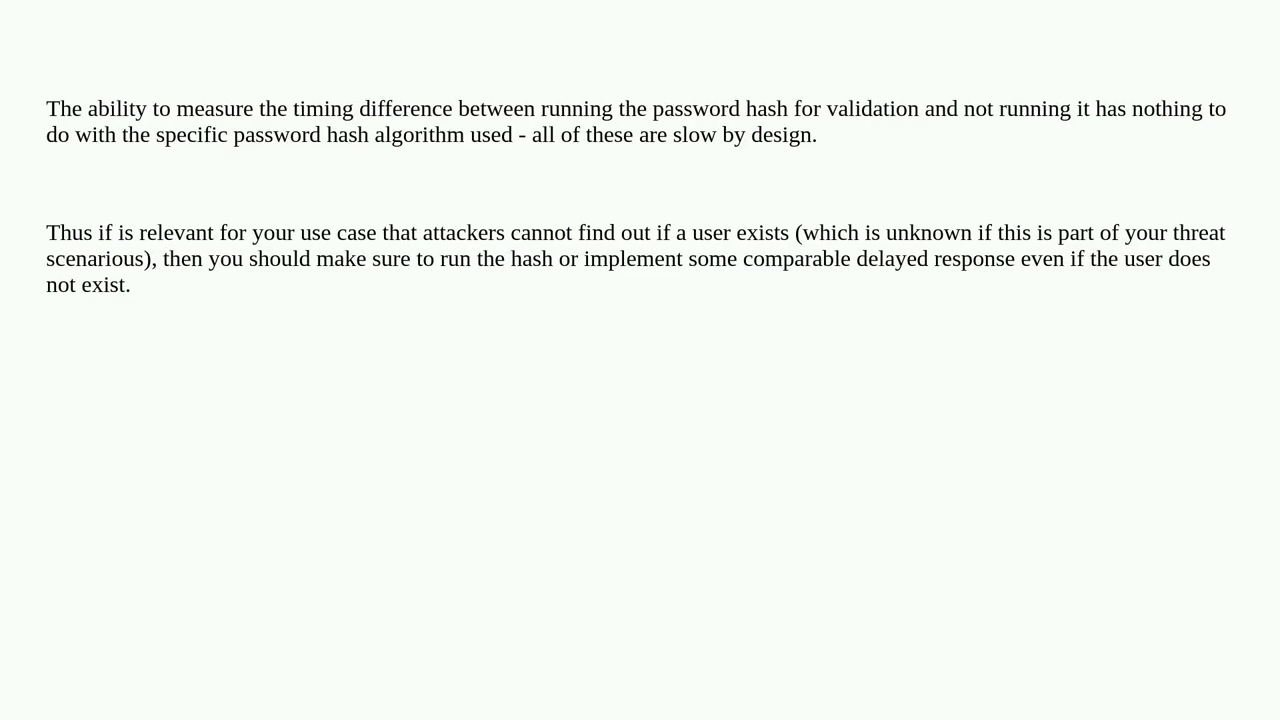 The ability to measure the timing difference between running the password hash for validation and not running it has nothing to
do with the specific password hash algorithm used - all of these are slow by design.
Thus if is relevant for your use case that attackers cannot find out if a user exists (which is unknown if this is part of your threat
scenarious), then you should make sure to run the hash or implement some comparable delayed response even if the user does
not exist.